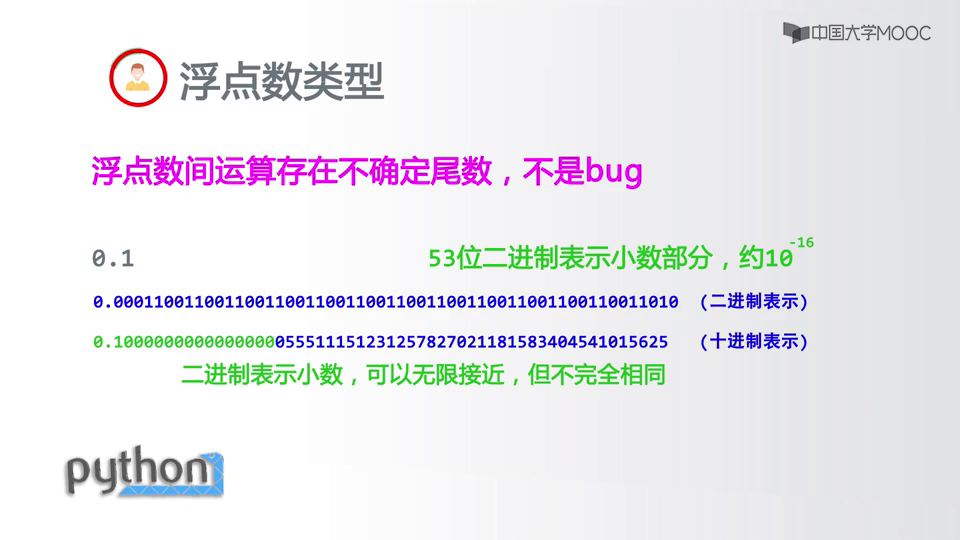 中国大学MOOC
浮点数类型
浮点数间运算存在不确定尾数，不是bug
0.1 53位二进制表示小数部分，约10-16
0.00011001100110011001100110011001100110011001100110011010 (二进制表示)
0.1000000000000000055511151231257827021181583404541015625 (十进制表示)
二进制表示小数，可以无限接近，但不完全相同
python